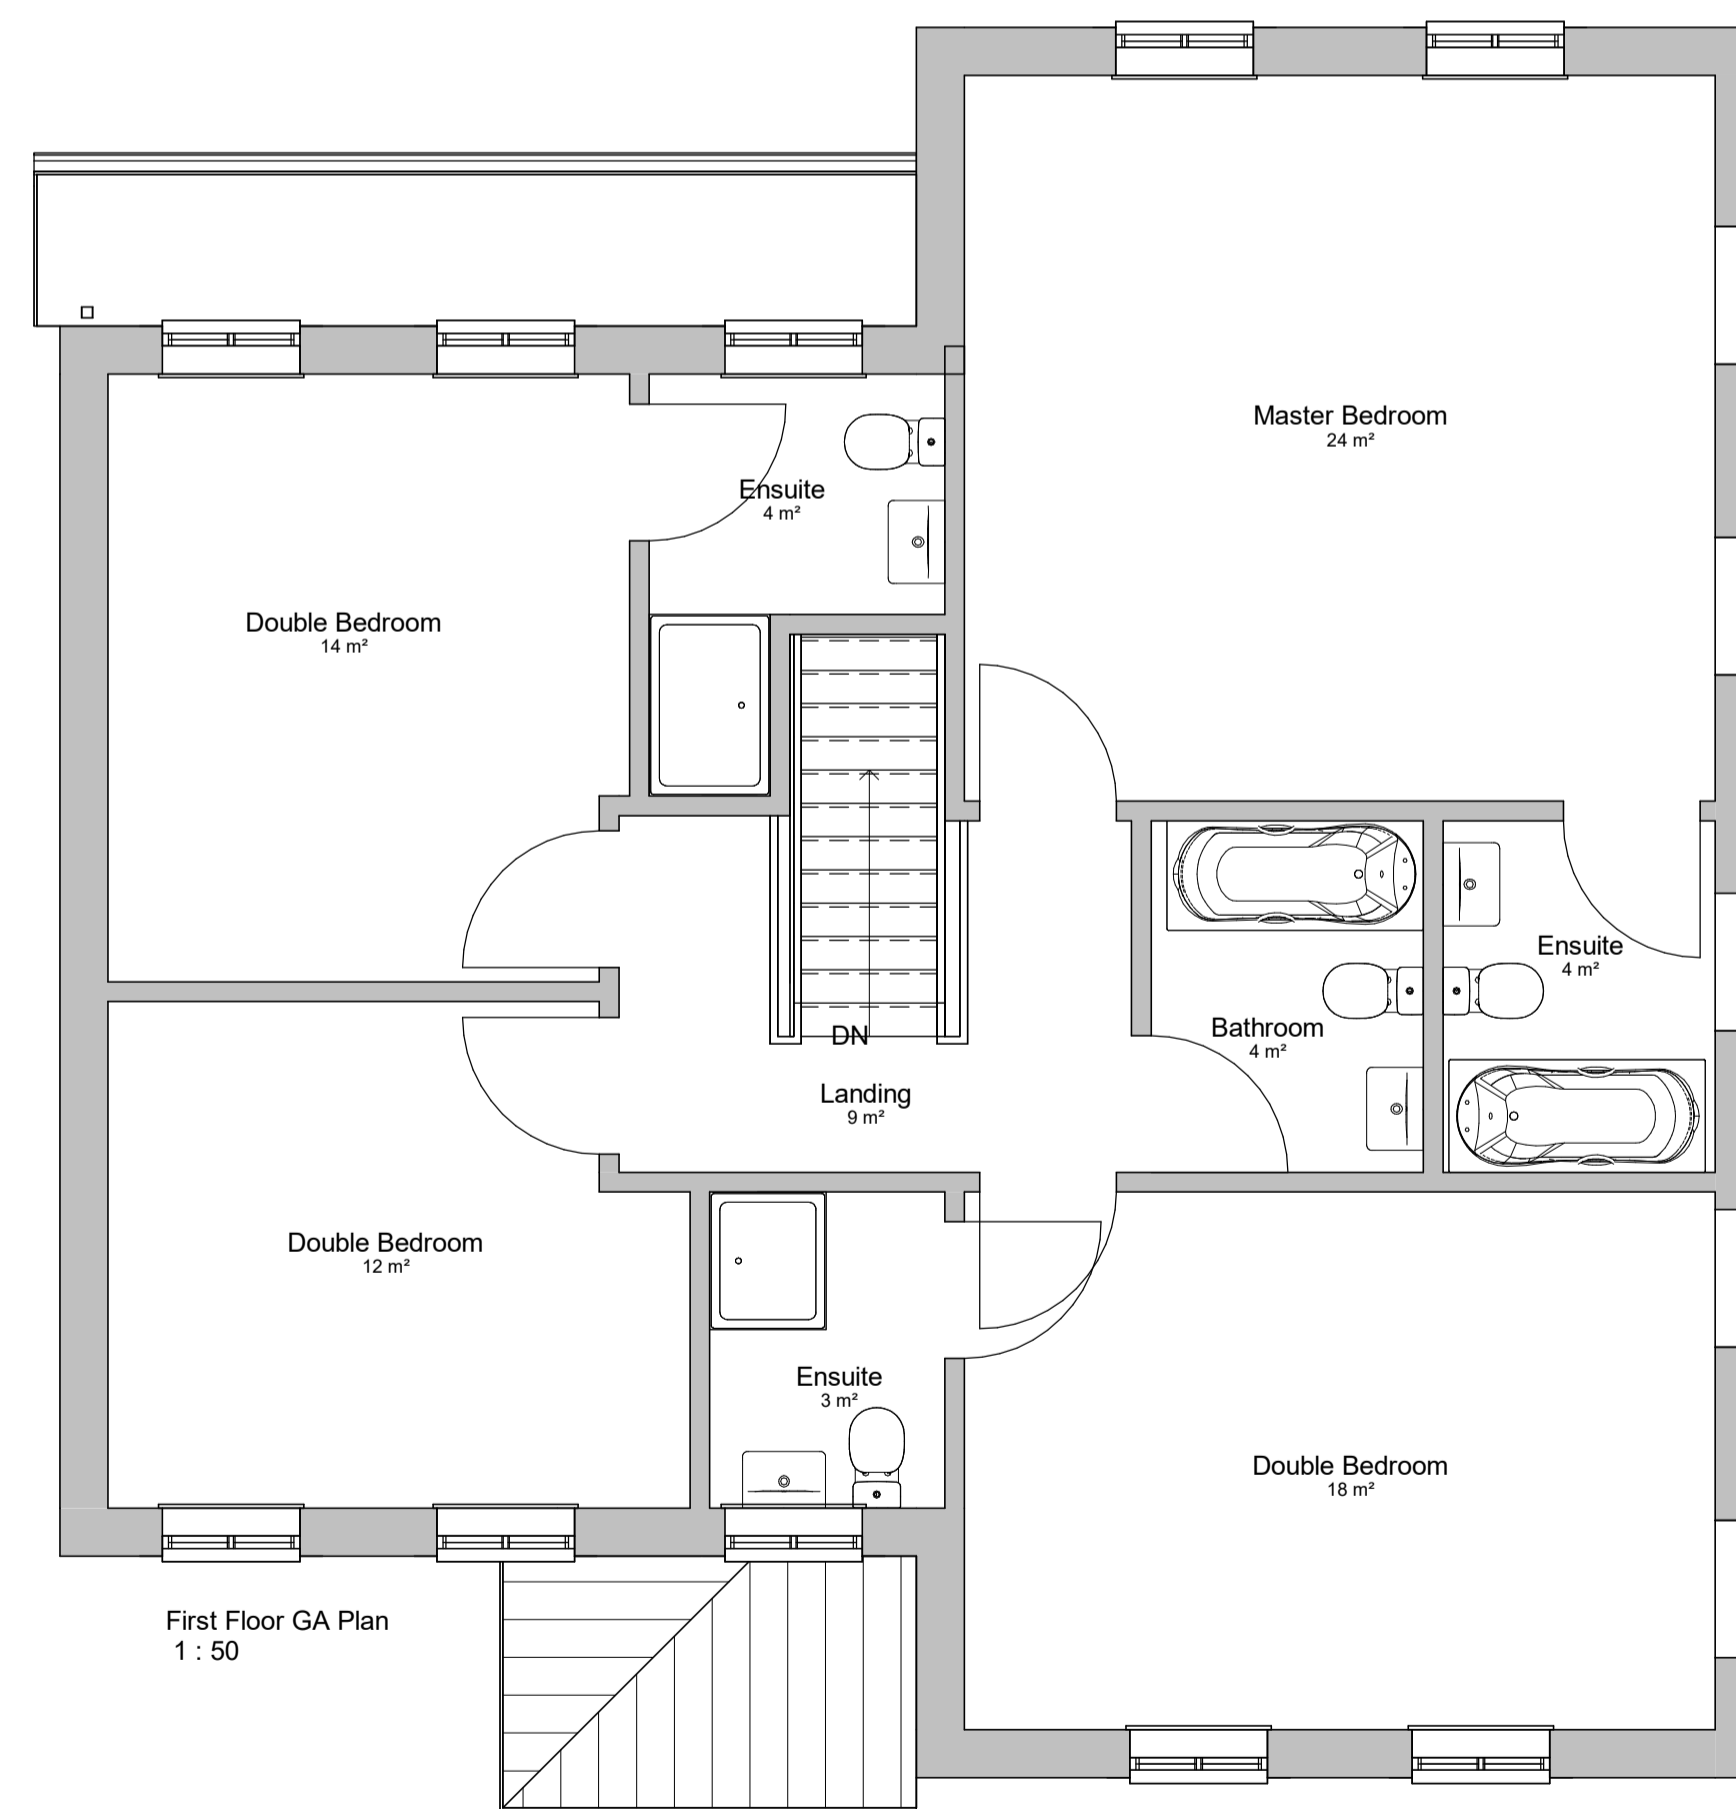 Master Bedroom
24 m²
Ensuite
4 m²
Double Bedroom
14 m²
Ensuite
4 m²
Bathroom
4 m²
DN
Landing
9 m²
Double Bedroom
12 m²
Ensuite
3 m²
Double Bedroom
18 m²
First Floor GA Plan
1 : 50